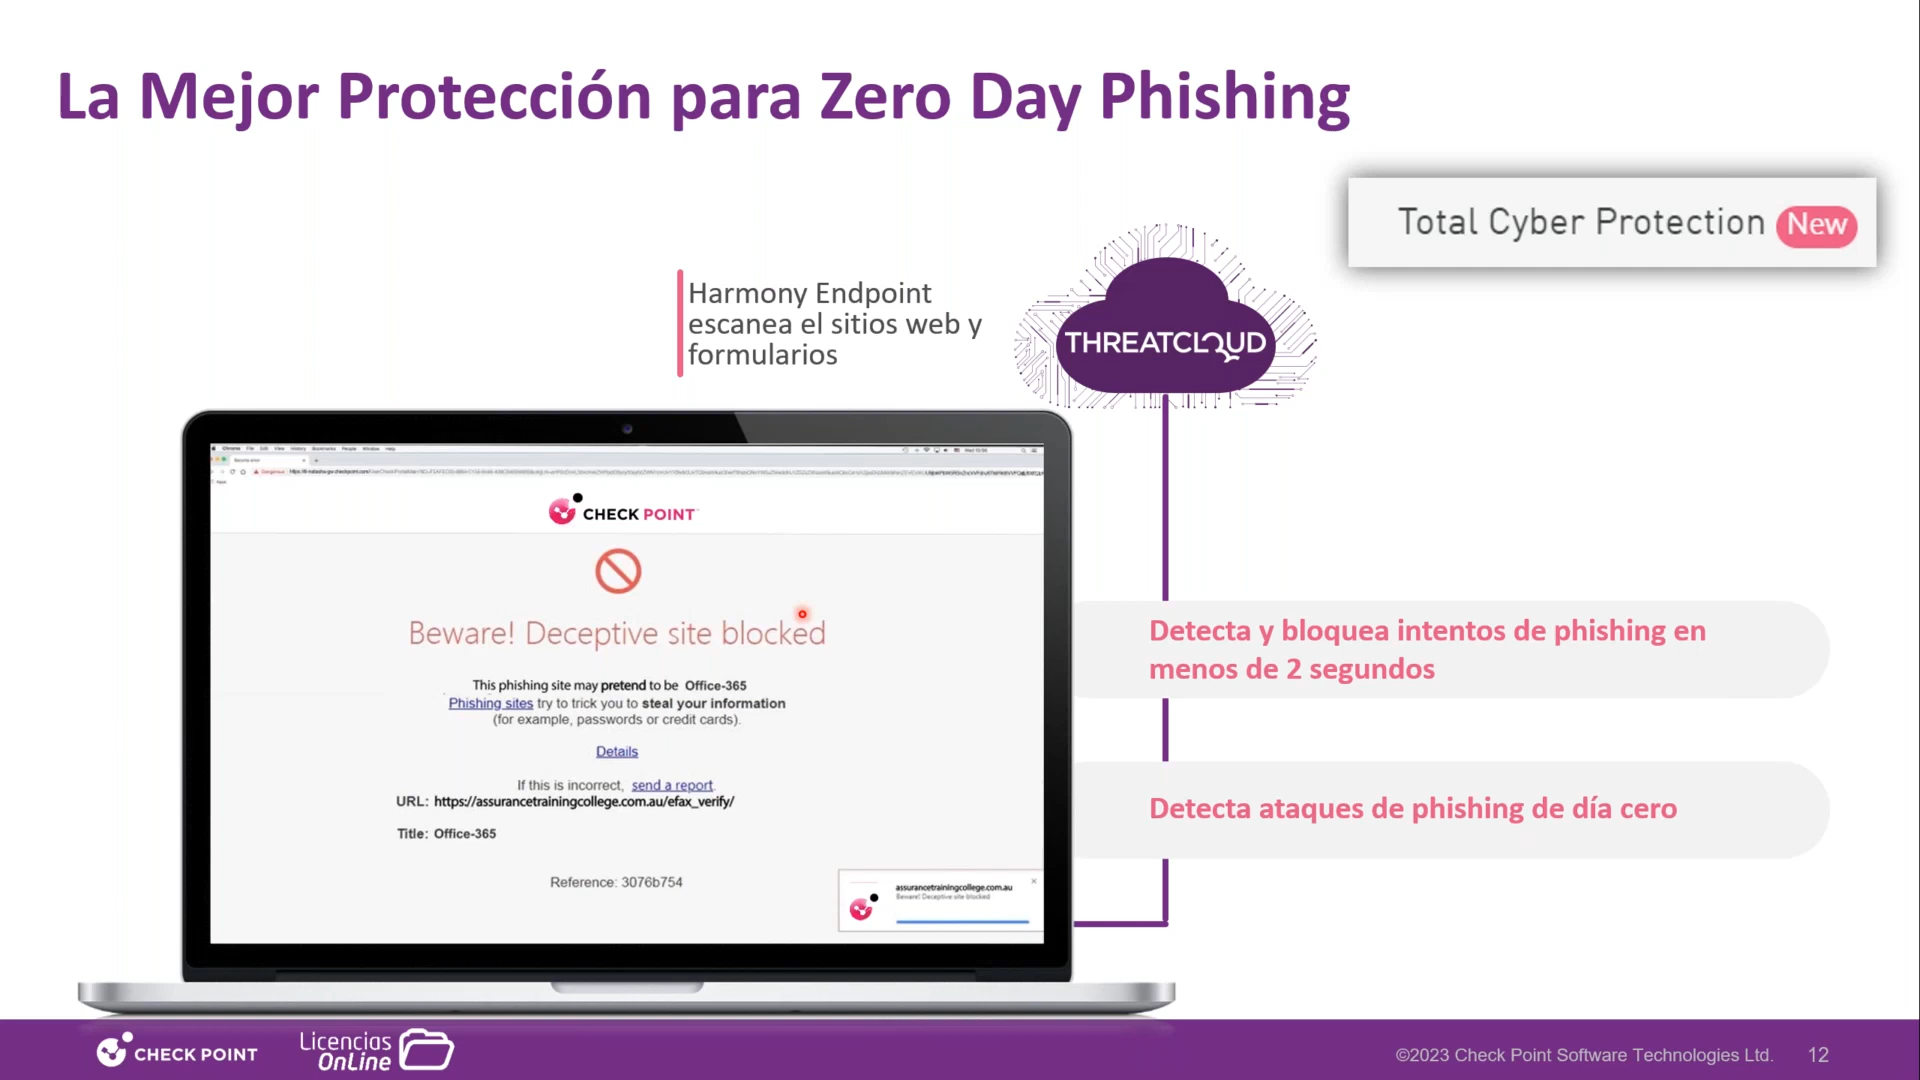 La Mejor Protección para Zero Day Phishing
Total Cyber Protection New
Harmony Endpoint
escanea el sitios web y
formularios
THREATCLOUD
CHECK POINT
Beware! Deceptive site blocked
This phishing site may pretend to be Office-365
Phishing sites try to trick you to steal your information
(for example, passwords or credit cards).
Details
If this is incorrect, send a report.
URL: https://assurancetrainingcollege.com.au/efax_verify/
Title: Office-365
Reference: 3076b754
assurancetrainingcollege.com.au
Beware! Deceptive site blocked
Detecta y bloquea intentos de phishing en
menos de 2 segundos
Detecta ataques de phishing de día cero
CHECK POINT
Licencias
OnLine
©2023 Check Point Software Technologies Ltd. 12